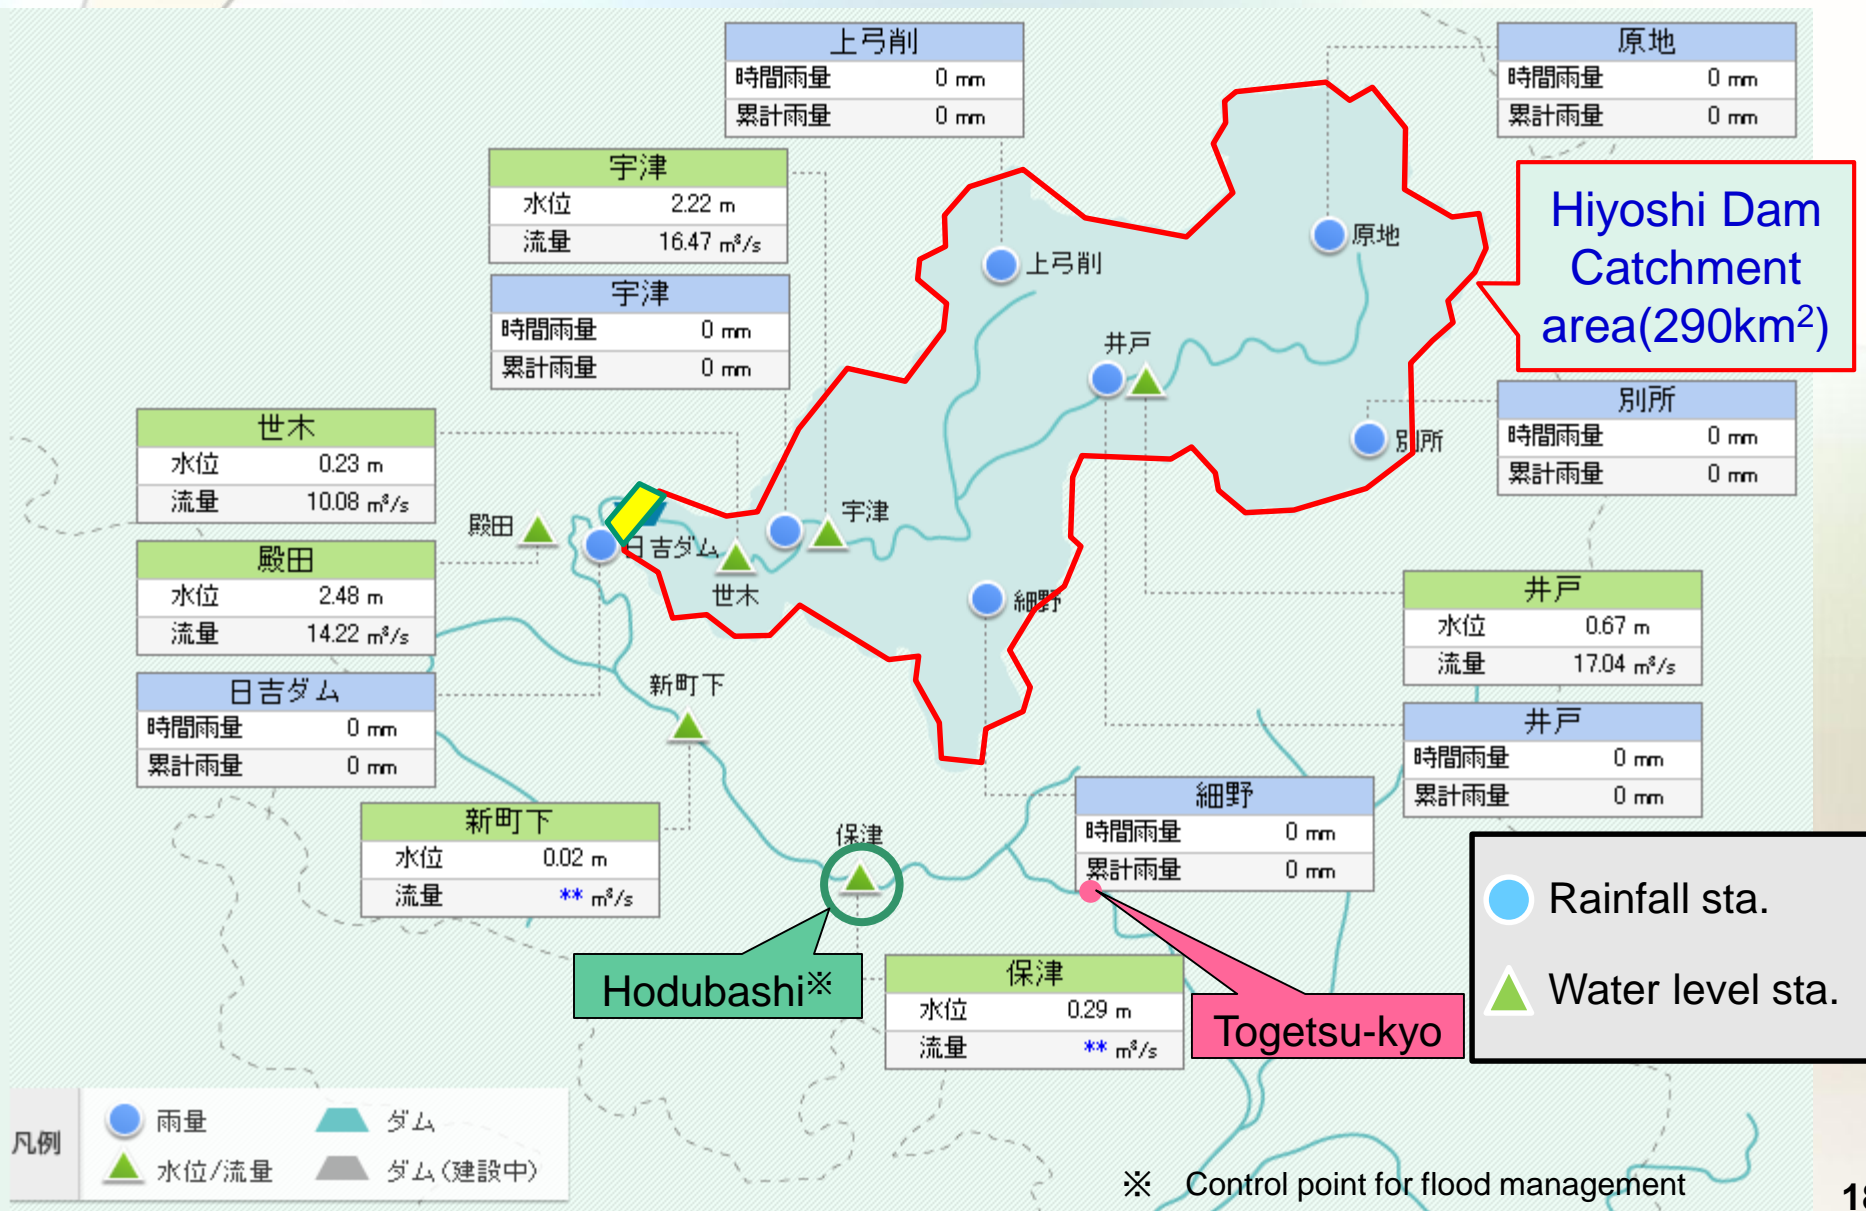 上弓削
時間雨量 0 mm
累計雨量 0 mm
原地
時間雨量 0 mm
累計雨量 0 mm
宇津
水位 2.22 m
流量 16.47 m³/s
宇津
時間雨量 0 mm
累計雨量 0 mm
Hiyoshi Dam
Catchment
area(290km²)
原地
上弓削
井戸
別所
時間雨量 0 mm
累計雨量 0 mm
別所
世木
水位 0.23 m
流量 10.08 m³/s
殿田
宇津
日吉ダム
世木
細野
殿田
水位 2.48 m
流量 14.22 m³/s
井戸
水位 0.67 m
流量 17.04 m³/s
日吉ダム
時間雨量 0 mm
累計雨量 0 mm
新町下
井戸
時間雨量 0 mm
累計雨量 0 mm
新町下
水位 0.02 m
流量 ** m³/s
保津
細野
時間雨量 0 mm
累計雨量 0 mm
Rainfall sta.
Water level sta.
Hodubashi※
保津
水位 0.29 m
流量 ** m³/s
Togetsu-kyo
凡例
雨量
ダム
水位/流量
ダム(建設中)
※ Control point for flood management
18